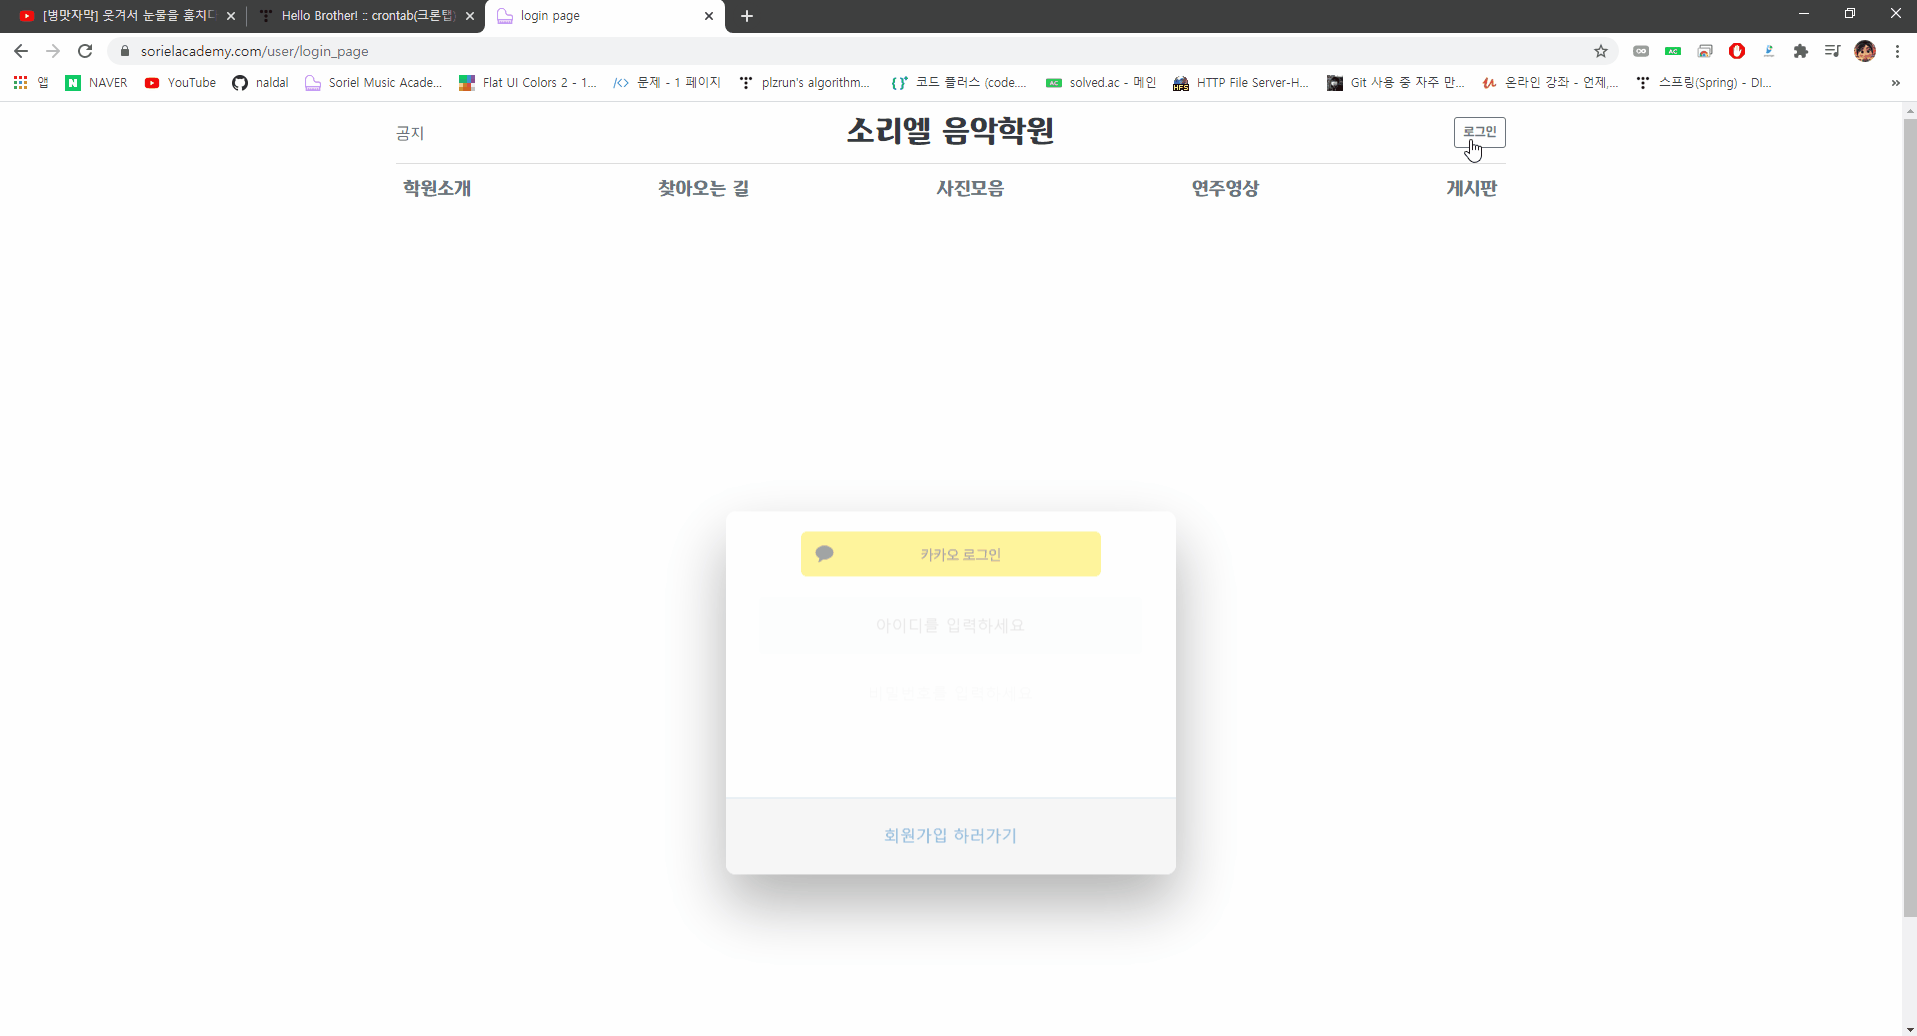 [병맛자막] 웃겨서 눈물을 훔치다
Hello Brother! :: crontab(크론탭)
login page
sorielacademy.com/user/login_page
앱
NAVER
YouTube
naldal
Soriel Music Acade...
Flat UI Colors 2 - 1...
문제 - 1 페이지
plzrun's algorithm...
코드 플러스 (code....
solved.ac - 메인
HTTP File Server-H...
Git 사용 중 자주 만...
온라인 강좌 - 언제,...
스프링(Spring) - DI...
»
공지
소리엘 음악학원
로그인
학원소개
찾아오는 길
사진모음
연주영상
게시판
카카오 로그인
아이디를 입력하세요
비밀번호를 입력하세요
회원가입 하러가기